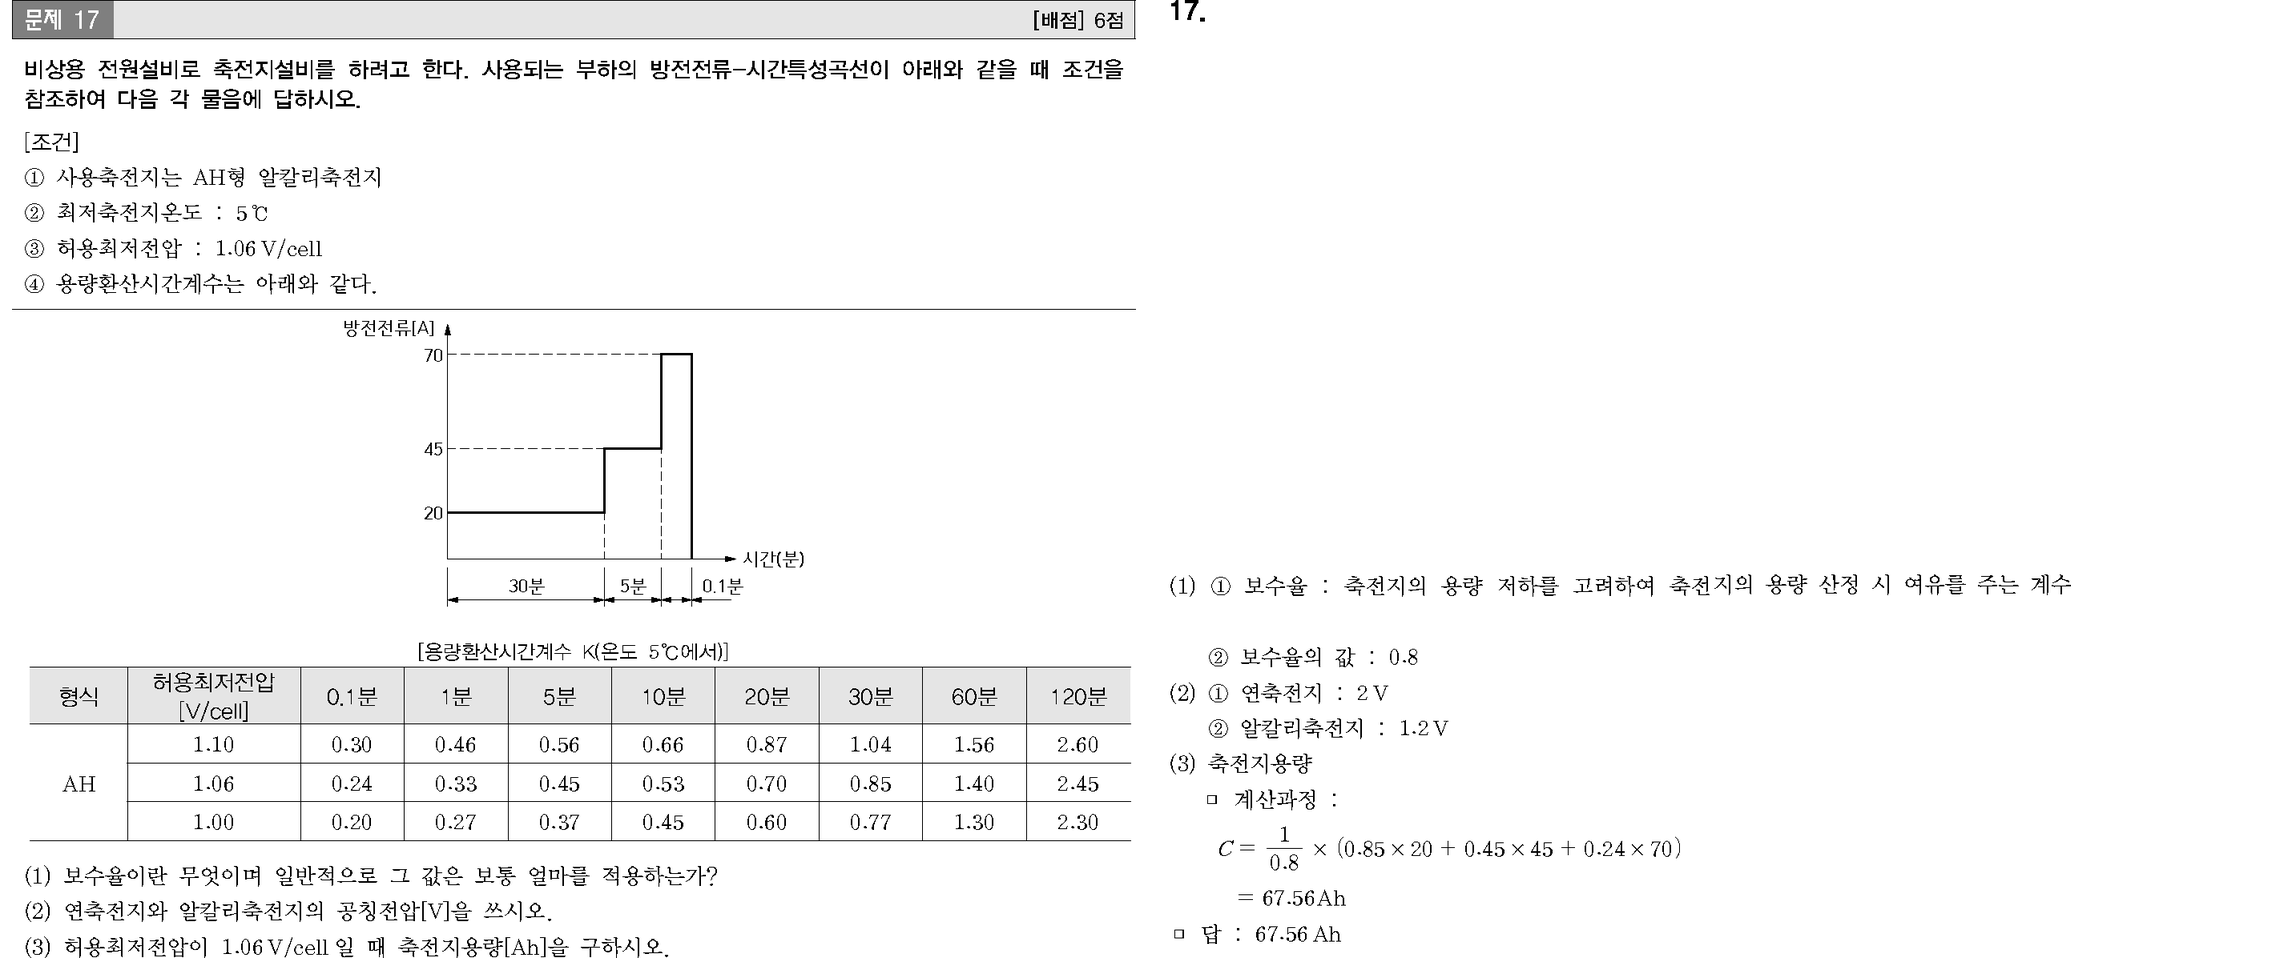 문제 17 [배점] 6점
비상용 전원설비로 축전지설비를 하려고 한다. 사용되는 부하의 방전전류-시간특성곡선이 아래와 같을 때 조건을
참조하여 다음 각 물음에 답하시오.
[조건]
① 사용축전지는 AH형 알칼리축전지
② 최저축전지온도 : 5℃
③ 허용최저전압 : 1.06 V/cell
④ 용량환산시간계수는 아래와 같다.
방전전류[A]
70
45
20
시간(분)
30분 5분 0.1분
[용량환산시간계수 K(온도 5℃에서)]
형식 허용최저전압 [V/cell] 0.1분 1분 5분 10분 20분 30분 60분 120분
AH 1.10 0.30 0.46 0.56 0.66 0.87 1.04 1.56 2.60
1.06 0.24 0.33 0.45 0.53 0.70 0.85 1.40 2.45
1.00 0.20 0.27 0.37 0.45 0.60 0.77 1.30 2.30
(1) 보수율이란 무엇이며 일반적으로 그 값은 보통 얼마를 적용하는가?
(2) 연축전지와 알칼리축전지의 공칭전압[V]을 쓰시오.
(3) 허용최저전압이 1.06 V/cell 일 때 축전지용량[Ah]을 구하시오.
17.
(1) ① 보수율 : 축전지의 용량 저하를 고려하여 축전지의 용량 산정 시 여유를 주는 계수
② 보수율의 값 : 0.8
(2) ① 연축전지 : 2 V
② 알칼리축전지 : 1.2 V
(3) 축전지용량
▫ 계산과정 :
C = 1/0.8 × (0.85 × 20 + 0.45 × 45 + 0.24 × 70)
= 67.56 Ah
▫ 답 : 67.56 Ah